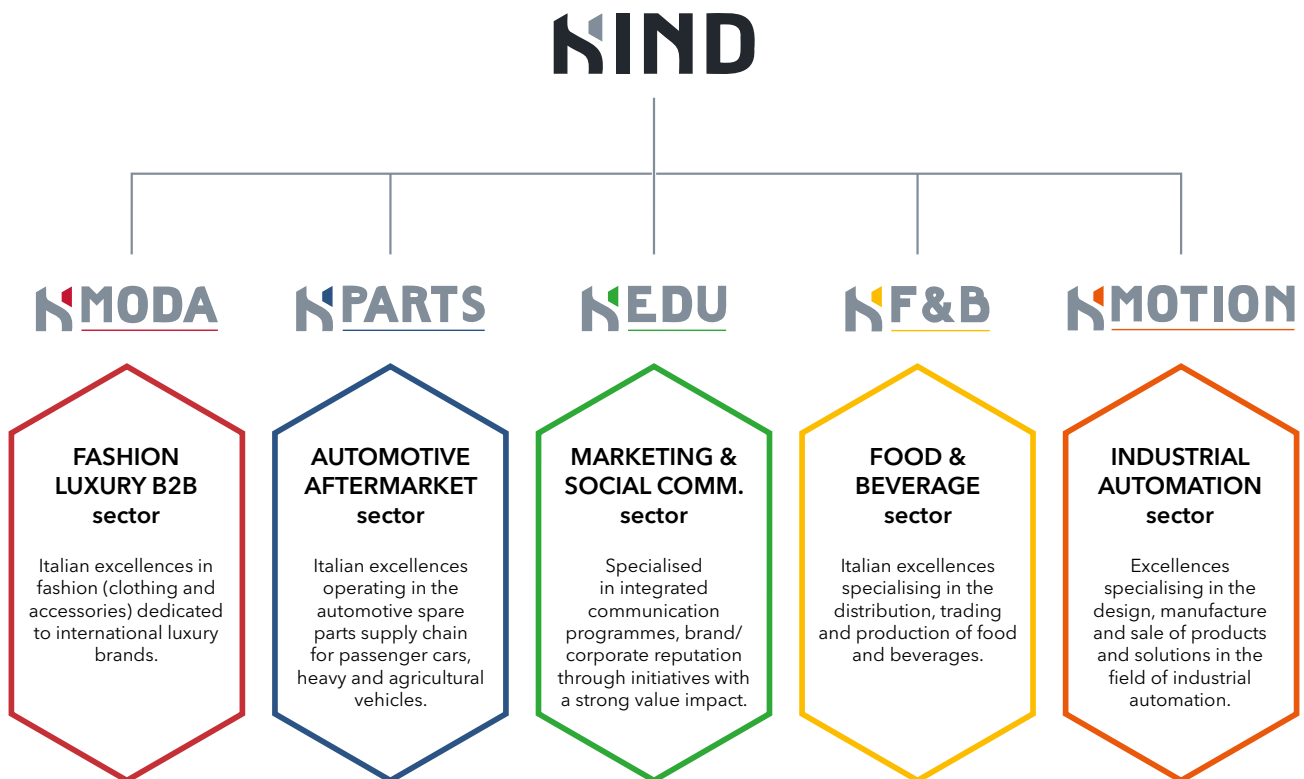 KIND
KMODA
KPARTS
KEDU
KF&B
KMOTION
FASHION
LUXURY B2B
sector
Italian excellences in
fashion (clothing and
accessories) dedicated
to international luxury
brands.
AUTOMOTIVE
AFTERMARKET
sector
Italian excellences
operating in the
automotive spare
parts supply chain
for passenger cars,
heavy and agricultural
vehicles.
MARKETING &
SOCIAL COMM.
sector
Specialised
in integrated
communication
programmes, brand/
corporate reputation
through initiatives with
a strong value impact.
FOOD &
BEVERAGE
sector
Italian excellences
specialising in the
distribution, trading
and production of food
and beverages.
INDUSTRIAL
AUTOMATION
sector
Excellences
specialising in the
design, manufacture
and sale of products
and solutions in the
field of industrial
automation.